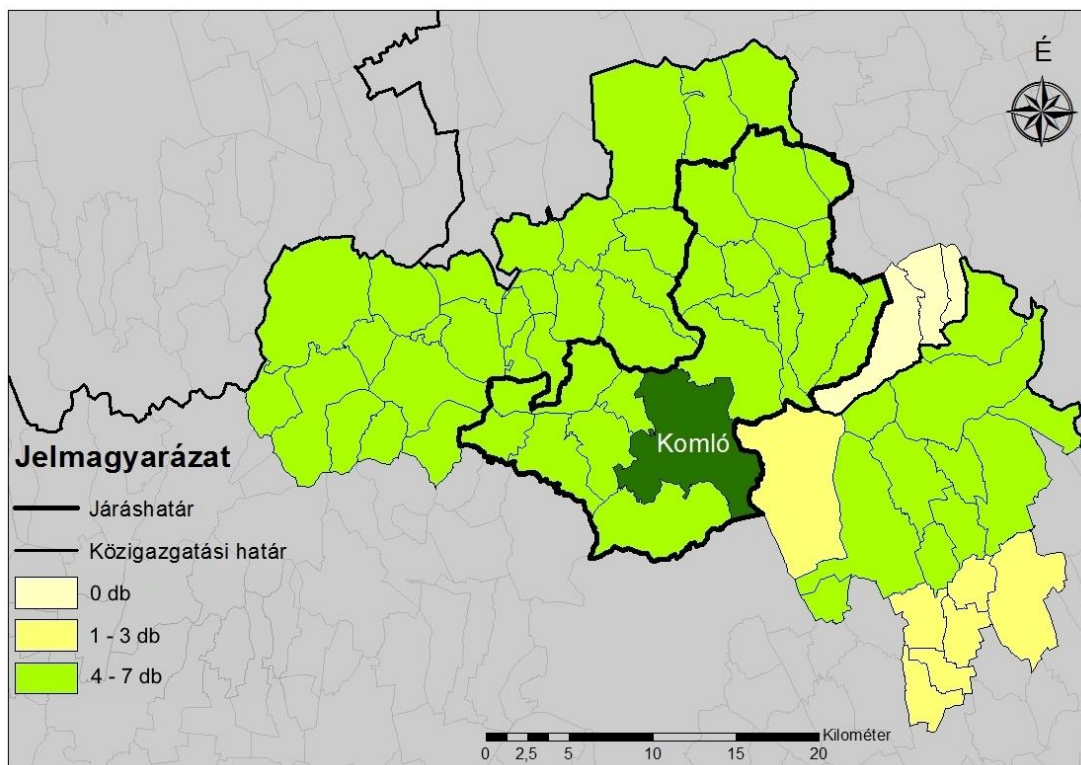 É
Komló
Jelmagyarázat
Járáshatár
Közigazgatási határ
0 db
1 - 3 db
4 - 7 db
Kilométer
0 2,5 5 10 15 20